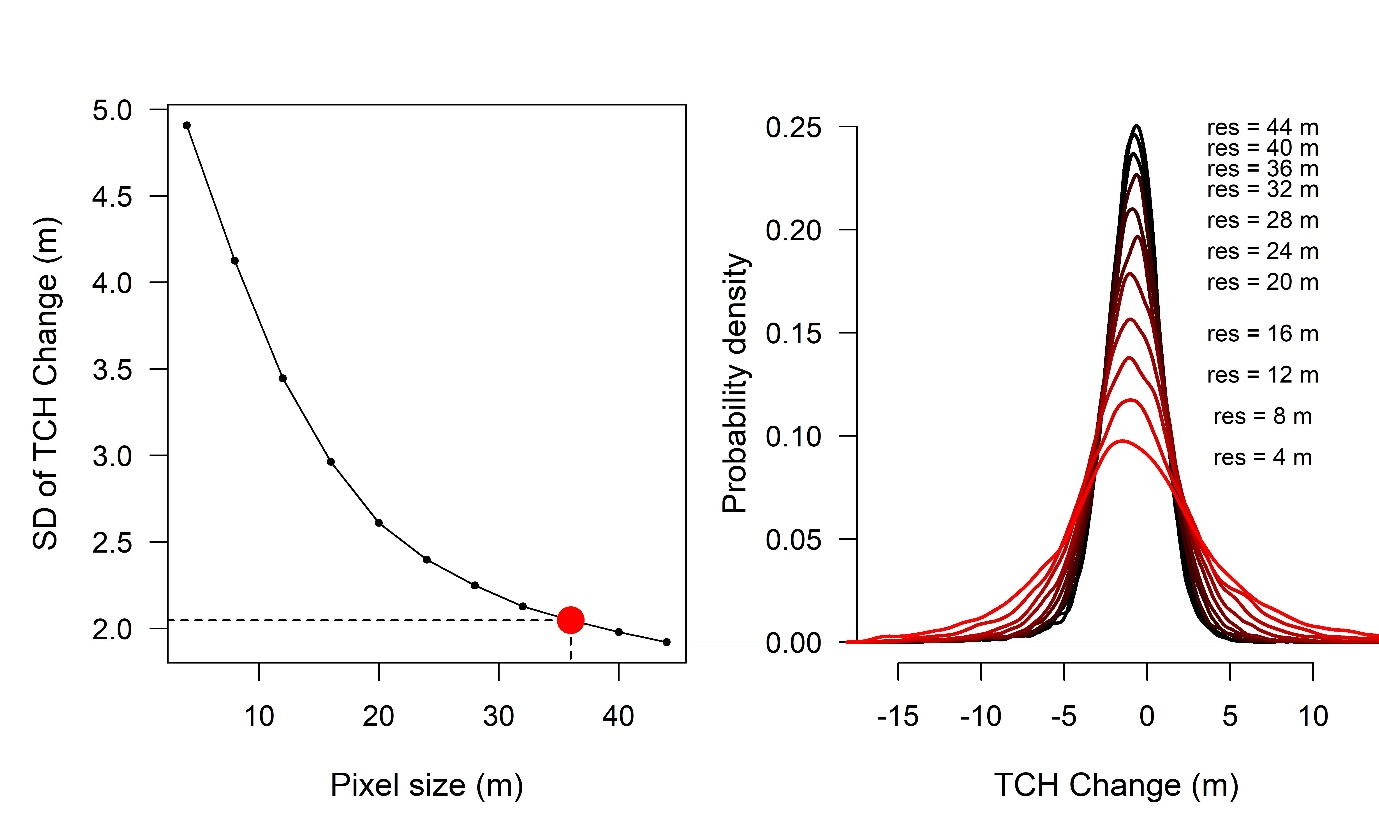 SD of TCH Change (m)
5.0
4.5
4.0
3.5
3.0
2.5
2.0
10 20 30 40
Pixel size (m)
Probability density
0.25
0.20
0.15
0.10
0.05
0.00
res = 44 m
res = 40 m
res = 36 m
res = 32 m
res = 28 m
res = 24 m
res = 20 m
res = 16 m
res = 12 m
res = 8 m
res = 4 m
-15 -10 -5 0 5 10
TCH Change (m)